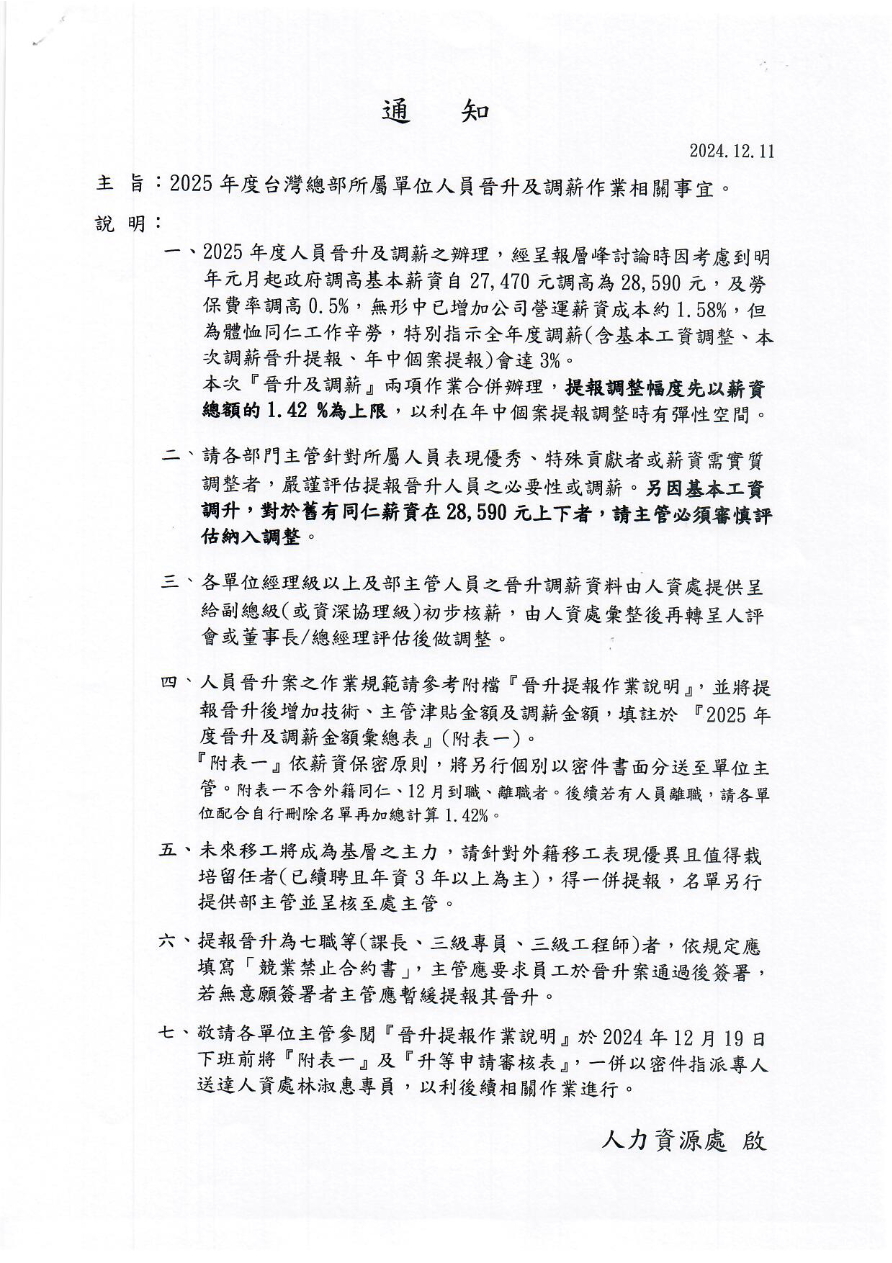 通 知
2024.12.11
主 旨：2025 年度台灣總部所屬單位人員晉升及調薪作業相關事宜。
說 明：
一、2025 年度人員晉升及調薪之辦理，經呈報層峰討論時因考慮到明
年元月起政府調高基本薪資自 27,470 元調高為 28,590 元，及勞
保費率調高 0.5%，無形中已增加公司營運薪資成本約 1.58%，但
為體恤同仁工作辛勞，特別指示全年度調薪(含基本工資調整、本
次調薪晉升提報、年中個案提報)會達 3%。
本次『晉升及調薪』兩項作業合併辦理，提報調整幅度先以薪資
總額的 1.42 %為上限，以利在年中個案提報調整時有彈性空間。
二、請各部門主管針對所屬人員表現優秀、特殊貢獻者或薪資需實質
調整者，嚴謹評估提報晉升人員之必要性或調薪。另因基本工資
調升，對於舊有同仁薪資在 28,590 元上下者，請主管必須審慎評
估納入調整。
三、各單位經理級以上及部主管人員之晉升調薪資料由人資處提供呈
給副總級(或資深協理級)初步核薪，由人資處彙整後再轉呈人評
會或董事長/總經理評估後做調整。
四、人員晉升案之作業規範請參考附檔『晉升提報作業說明』，並將提
報晉升後增加技術、主管津貼金額及調薪金額，填註於 『2025 年
度晉升及調薪金額彙總表』(附表一)。
『附表一』依薪資保密原則，將另行個別以密件書面分送至單位主
管。附表一不含外籍同仁、12 月到職、離職者。後續若有人員離職，請各單
位配合自行刪除名單再加總計算 1.42%。
五、未來移工將成為基層之主力，請針對外籍移工表現優異且值得栽
培留任者(已續聘且年資 3 年以上為主)，得一併提報，名單另行
提供部主管並呈核至處主管。
六、提報晉升為七職等(課長、三級專員、三級工程師)者，依規定應
填寫「競業禁止合約書」，主管應要求員工於晉升案通過後簽署，
若無意願簽署者主管應暫緩提報其晉升。
七、敬請各單位主管參閱『晉升提報作業說明』於 2024 年 12 月 19 日
下班前將『附表一』及『升等申請審核表』，一併以密件指派專人
送達人資處林淑惠專員，以利後續相關作業進行。
人力資源處 啟